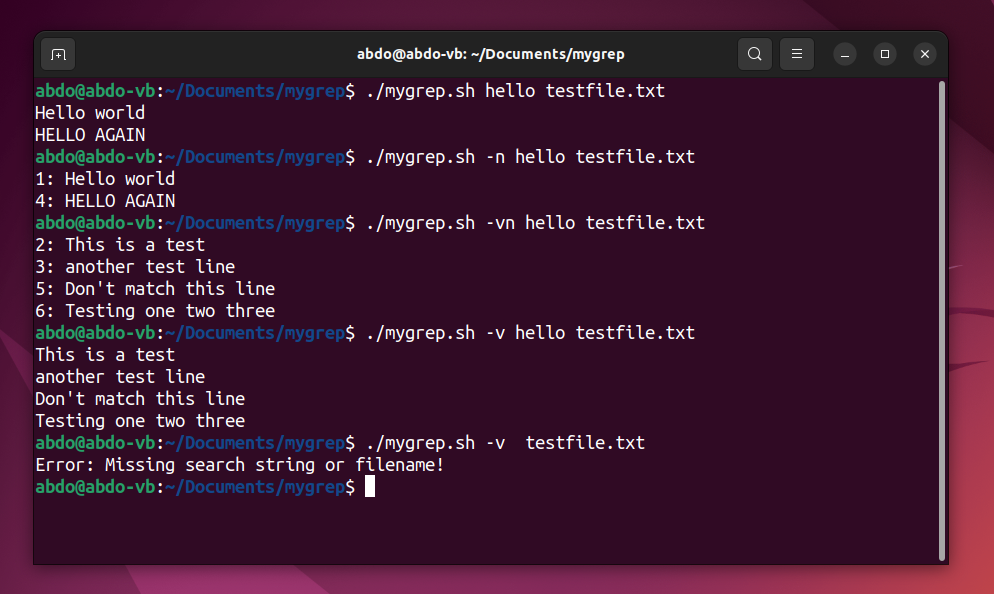 abdo@abdo-vb: ~/Documents/mygrep
abdo@abdo-vb:~/Documents/mygrep$ ./mygrep.sh hello testfile.txt
Hello world
HELLO AGAIN
abdo@abdo-vb:~/Documents/mygrep$ ./mygrep.sh -n hello testfile.txt
1: Hello world
4: HELLO AGAIN
abdo@abdo-vb:~/Documents/mygrep$ ./mygrep.sh -vn hello testfile.txt
2: This is a test
3: another test line
5: Don't match this line
6: Testing one two three
abdo@abdo-vb:~/Documents/mygrep$ ./mygrep.sh -v hello testfile.txt
This is a test
another test line
Don't match this line
Testing one two three
abdo@abdo-vb:~/Documents/mygrep$ ./mygrep.sh -v  testfile.txt
Error: Missing search string or filename!
abdo@abdo-vb:~/Documents/mygrep$